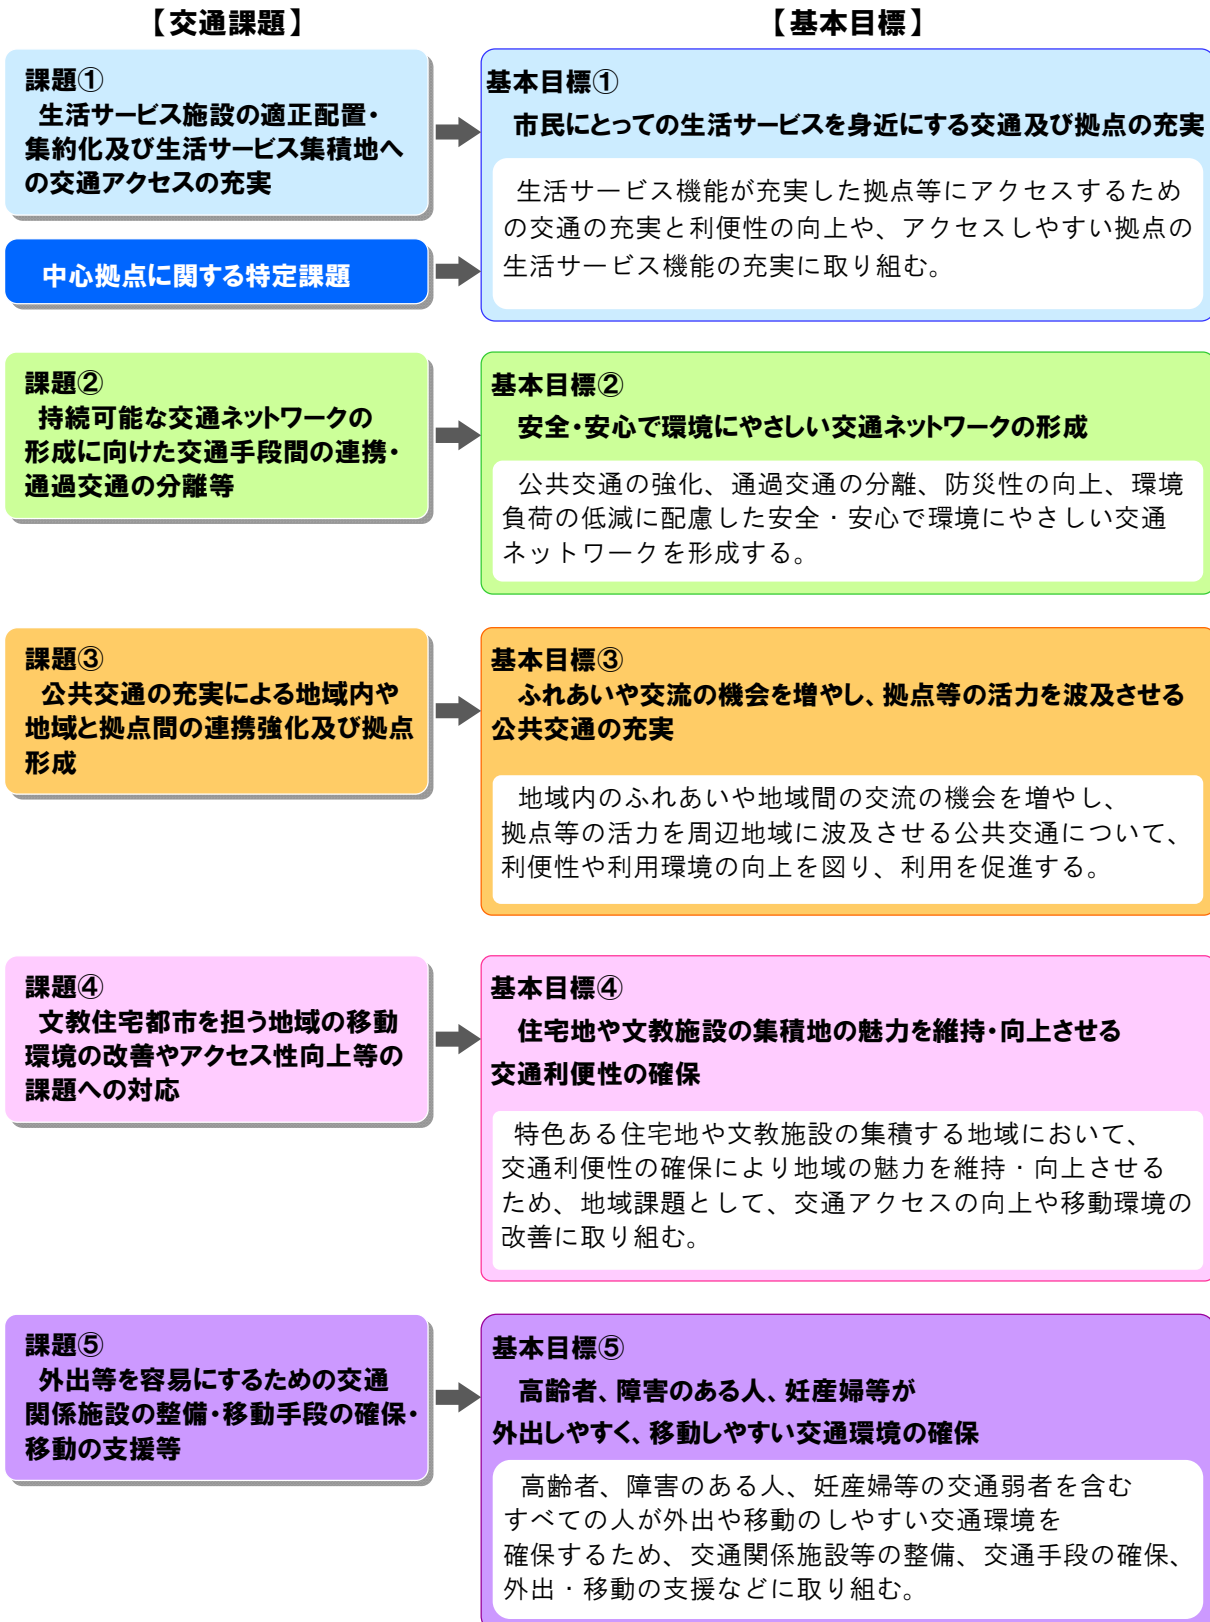 【交通課題】
【基本目標】
課題①
生活サービス施設の適正配置・
集約化及び生活サービス集積地へ
の交通アクセスの充実
中心拠点に関する特定課題
基本目標①
市民にとっての生活サービスを身近にする交通及び拠点の充実
生活サービス機能が充実した拠点等にアクセスするため
の交通の充実と利便性の向上や、アクセスしやすい拠点の
生活サービス機能の充実に取り組む。
課題②
持続可能な交通ネットワークの
形成に向けた交通手段間の連携・
通過交通の分離等
基本目標②
安全・安心で環境にやさしい交通ネットワークの形成
公共交通の強化、通過交通の分離、防災性の向上、環境
負荷の低減に配慮した安全・安心で環境にやさしい交通
ネットワークを形成する。
課題③
公共交通の充実による地域内や
地域と拠点間の連携強化及び拠点
形成
基本目標③
ふれあいや交流の機会を増やし、拠点等の活力を波及させる
公共交通の充実
地域内のふれあいや地域間の交流の機会を増やし、
拠点等の活力を周辺地域に波及させる公共交通について、
利便性や利用環境の向上を図り、利用を促進する。
課題④
文教住宅都市を担う地域の移動
環境の改善やアクセス性向上等の
課題への対応
基本目標④
住宅地や文教施設の集積地の魅力を維持・向上させる
交通利便性の確保
特色ある住宅地や文教施設の集積する地域において、
交通利便性の確保により地域の魅力を維持・向上させる
ため、地域課題として、交通アクセスの向上や移動環境の
改善に取り組む。
課題⑤
外出等を容易にするための交通
関係施設の整備・移動手段の確保・
移動の支援等
基本目標⑤
高齢者、障害のある人、妊産婦等が
外出しやすく、移動しやすい交通環境の確保
高齢者、障害のある人、妊産婦等の交通弱者を含む
すべての人が外出や移動のしやすい交通環境を
確保するため、交通関係施設等の整備、交通手段の確保、
外出・移動の支援などに取り組む。